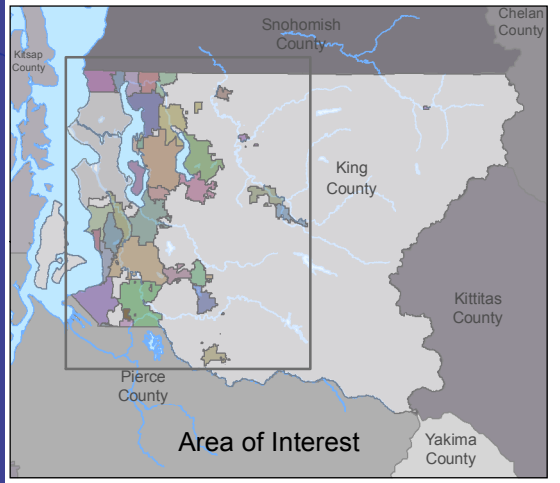 Snohomish
County
Chelan
County
Kitsap
County
King
County
Kittitas
County
Pierce
County
Area of Interest
Yakima
County